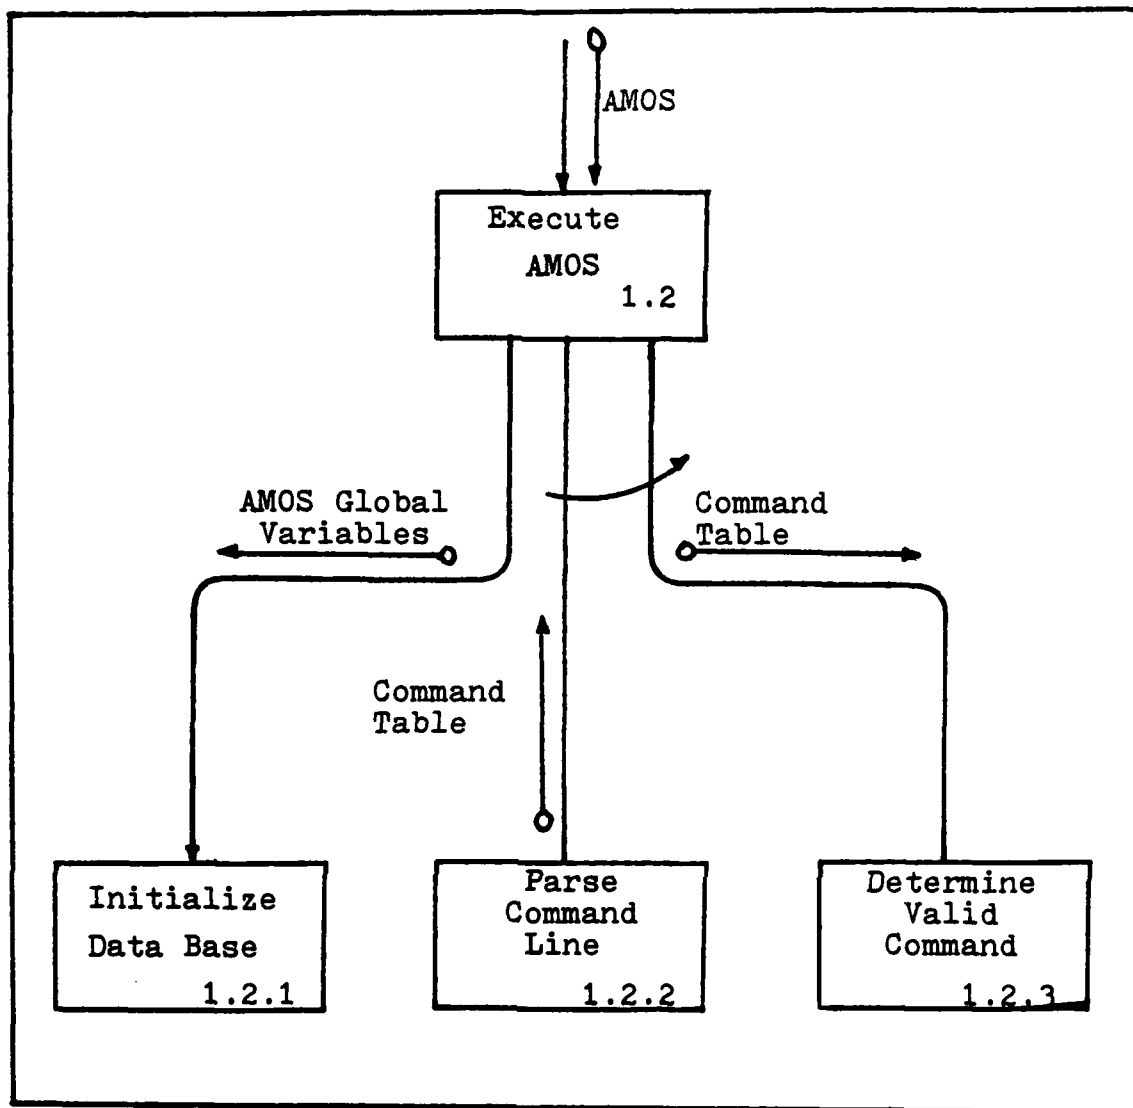 AMOS
Execute
AMOS
1.2
AMOS Global
Variables
Command
Table
Command
Table
Initialize
Data Base
1.2.1
Parse
Command
Line
1.2.2
Determine
Valid
Command
1.2.3